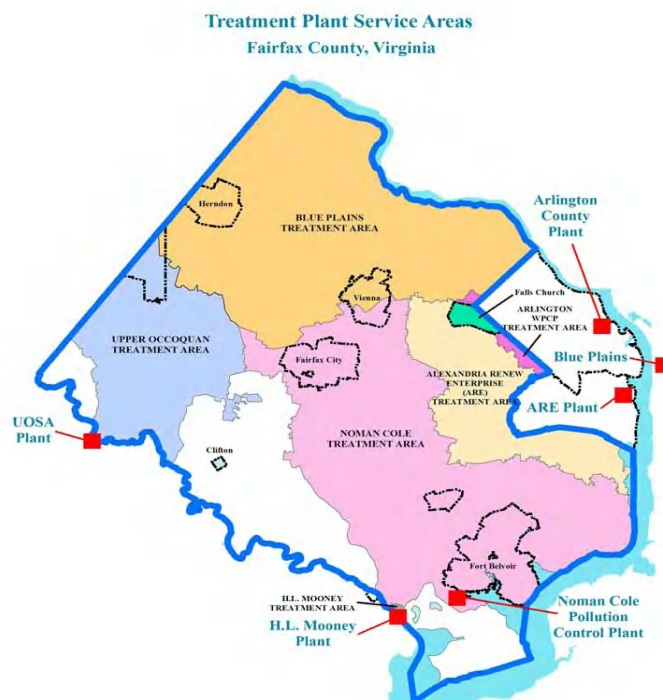 Treatment Plant Service Areas
Fairfax County, Virginia
Herndon
BLUE PLAINS
TREATMENT AREA
Arlington
County
Plant
Vienna
Falls Church
ARLINGTON
WPCP
TREATMENT AREA
UPPER OCCOQUAN
TREATMENT AREA
Fairfax City
Blue Plains
ALEXANDRIA RENEW
ENTERPRISE
(ARE)
TREATMENT AREA
ARE Plant
UOSA
Plant
Clifton
NOMAN COLE
TREATMENT AREA
Fort Belvoir
H.L. MOONEY
TREATMENT AREA
H.L. Mooney
Plant
Noman Cole
Pollution
Control Plant